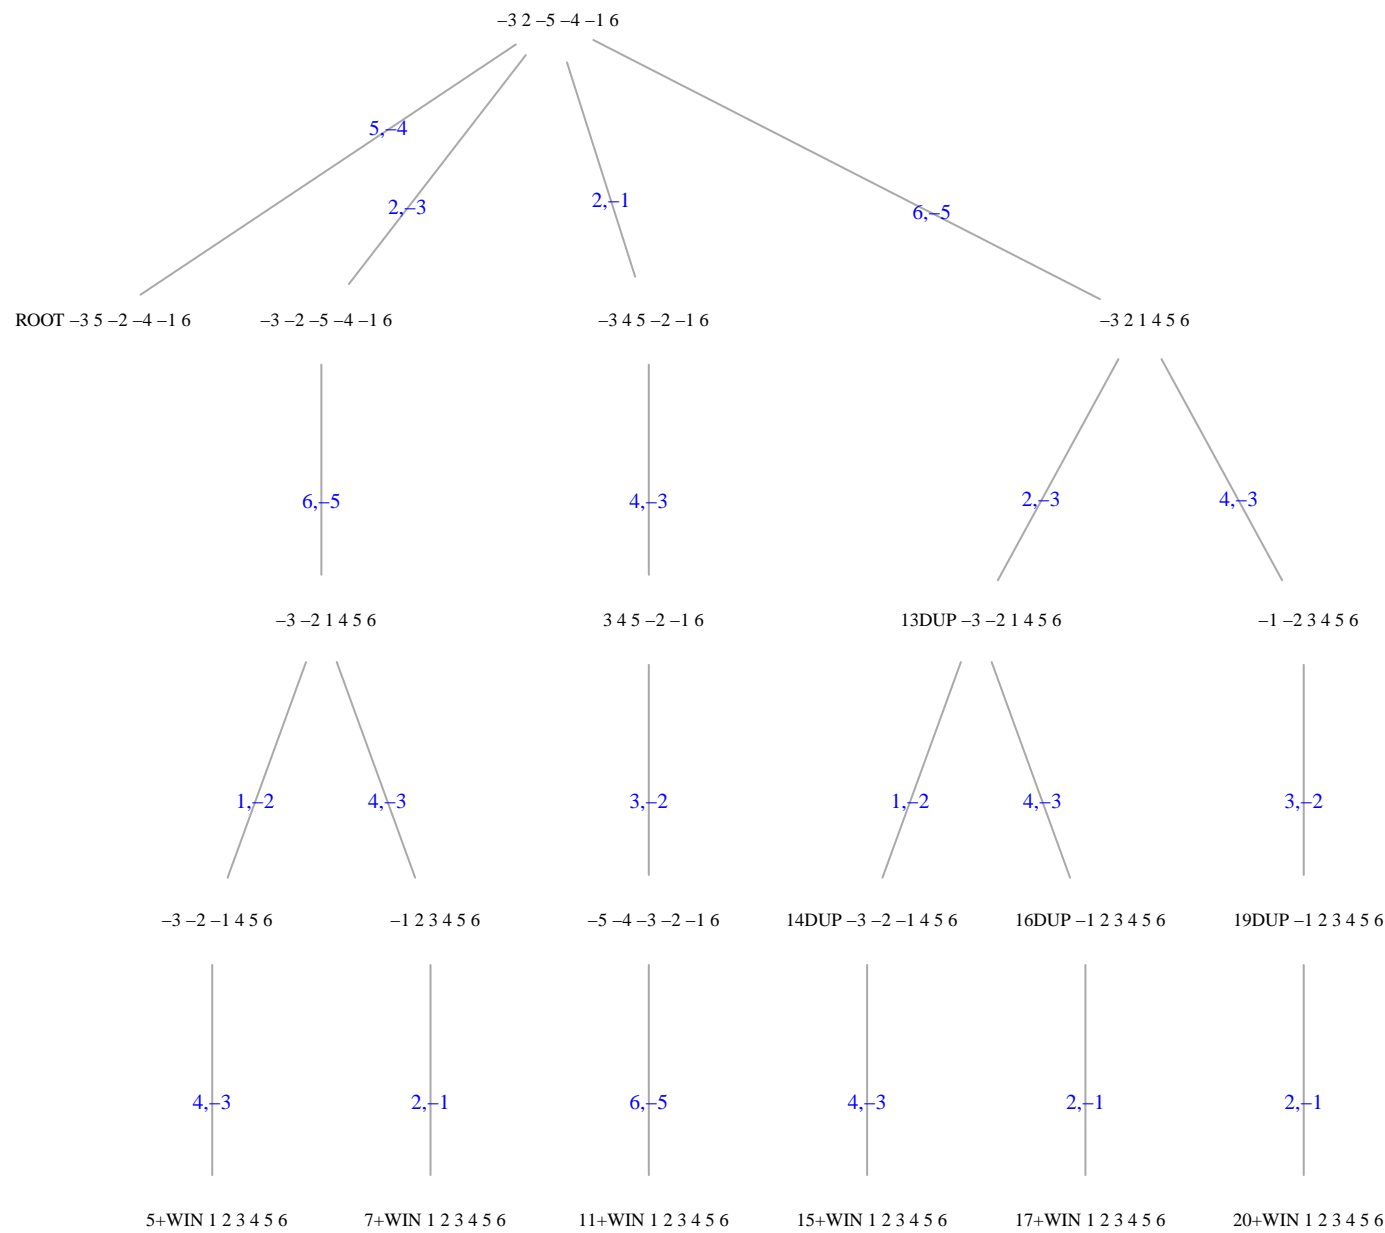 −3 2 −5 −4 −1 6
5,−4
2,−3
2,−1
6,−5
ROOT −3 5 −2 −4 −1 6
−3 −2 −5 −4 −1 6
−3 4 5 −2 −1 6
−3 2 1 4 5 6
6,−5
4,−3
2,−3
4,−3
−3 −2 1 4 5 6
3 4 5 −2 −1 6
13DUP −3 −2 1 4 5 6
−1 −2 3 4 5 6
1,−2
4,−3
3,−2
1,−2
4,−3
3,−2
−3 −2 −1 4 5 6
−1 2 3 4 5 6
−5 −4 −3 −2 −1 6
14DUP −3 −2 −1 4 5 6
16DUP −1 2 3 4 5 6
19DUP −1 2 3 4 5 6
4,−3
2,−1
6,−5
4,−3
2,−1
2,−1
5+WIN 1 2 3 4 5 6
7+WIN 1 2 3 4 5 6
11+WIN 1 2 3 4 5 6
15+WIN 1 2 3 4 5 6
17+WIN 1 2 3 4 5 6
20+WIN 1 2 3 4 5 6